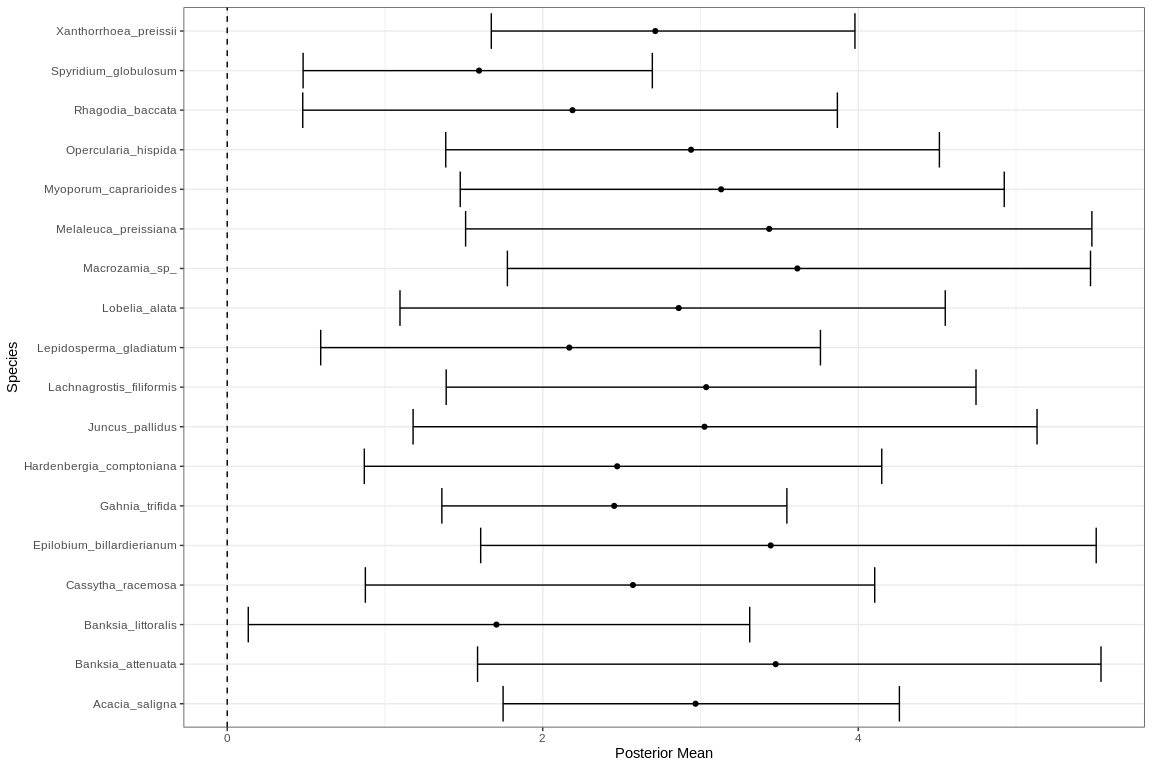 Xanthorrhoea_preissii
Spyridium_globulosum
Rhagodia_baccata
Opercularia_hispida
Myoporum_caprarioides
Melaleuca_preissiana
Macrozamia_sp_
Lobelia_alata
Lepidosperma_gladiatum
Lachnagrostis_filiformis
Juncus_pallidus
Hardenbergia_comptoniana
Gahnia_trifida
Epilobium_billardierianum
Cassytha_racemosa
Banksia_littoralis
Banksia_attenuata
Acacia_saligna
Species
0 2 4
Posterior Mean